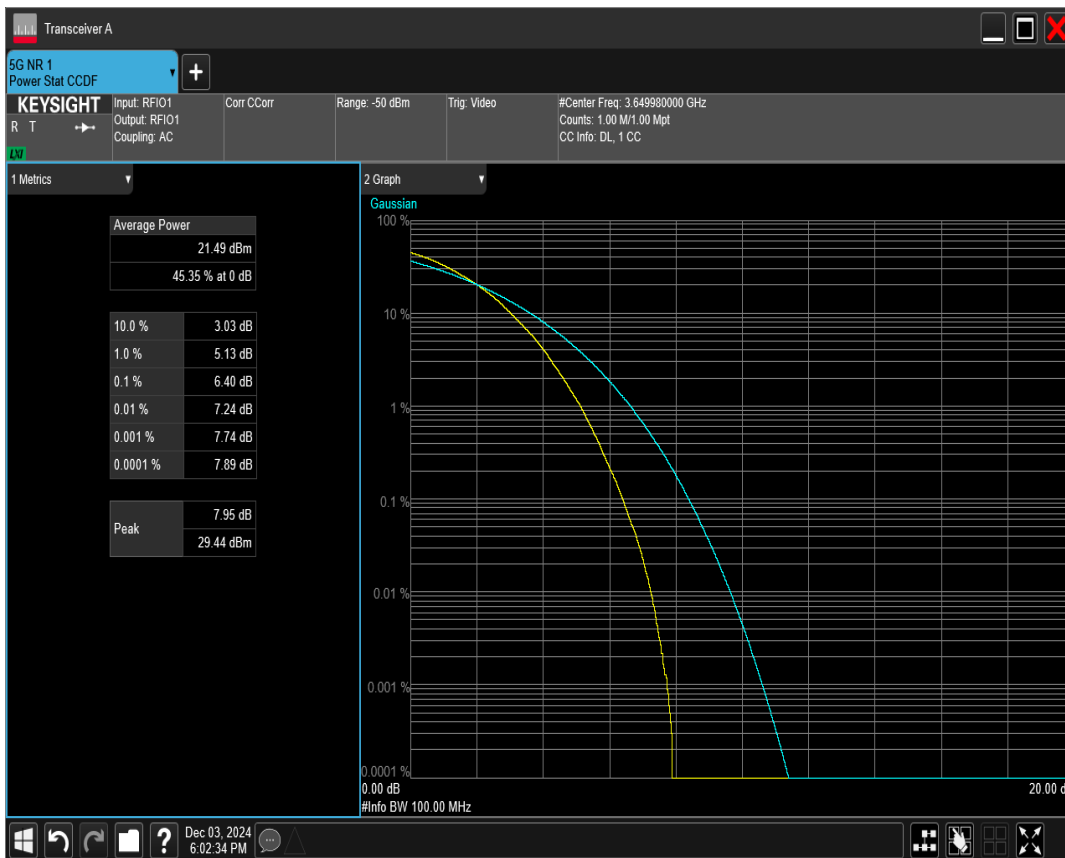 Transceiver A
5G NR 1
Power Stat CCDF
+
KEYSIGHT
R T
LXI
Input: RFIO1
Output: RFIO1
Coupling: AC
Corr CCorr
Range: -50 dBm
Trig: Video
#Center Freq: 3.649980000 GHz
Counts: 1.00 M/1.00 Mpt
CC Info: DL, 1 CC
1 Metrics
Average Power
21.49 dBm
45.35 % at 0 dB
10.0 % 3.03 dB
1.0 % 5.13 dB
0.1 % 6.40 dB
0.01 % 7.24 dB
0.001 % 7.74 dB
0.0001 % 7.89 dB
Peak
7.95 dB
29.44 dBm
2 Graph
Gaussian
100 %
10 %
1 %
0.1 %
0.01 %
0.001 %
0.0001 %
0.00 dB
20.00 d
#Info BW 100.00 MHz
?
Dec 03, 2024
6:02:34 PM